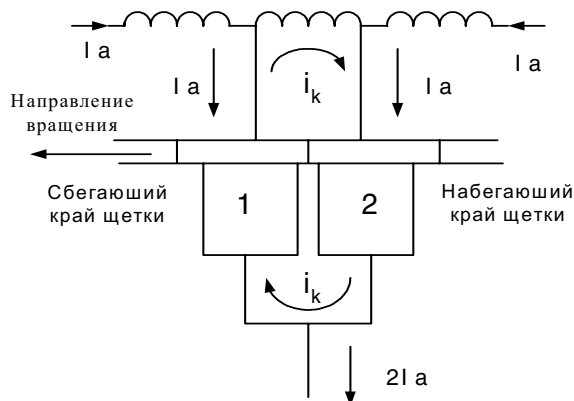 I a
I a
I a
i k
I a
Направление
вращения
Сбегаюший
край щетки
1
2
Набегаюший
край щетки
i k
2I a